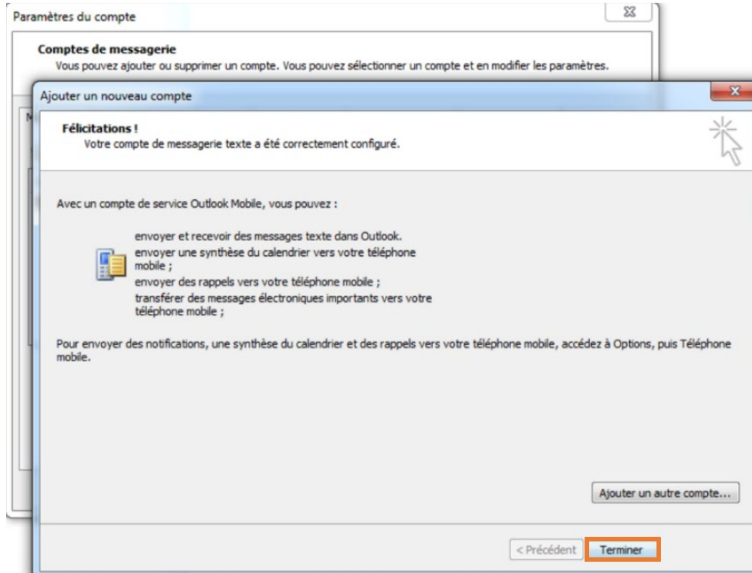 Paramètres du compte
Comptes de messagerie
Vous pouvez ajouter ou supprimer un compte. Vous pouvez sélectionner un compte et en modifier les paramètres.
Ajouter un nouveau compte
Félicitations !
Votre compte de messagerie texte a été correctement configuré.
Avec un compte de service Outlook Mobile, vous pouvez :
envoyer et recevoir des messages texte dans Outlook.
envoyer une synthèse du calendrier vers votre téléphone
mobile ;
envoyer des rappels vers votre téléphone mobile ;
transférer des messages électroniques importants vers votre
téléphone mobile ;
Pour envoyer des notifications, une synthèse du calendrier et des rappels vers votre téléphone mobile, accédez à Options, puis Téléphone
mobile.
Ajouter un autre compte...
< Précédent Terminer